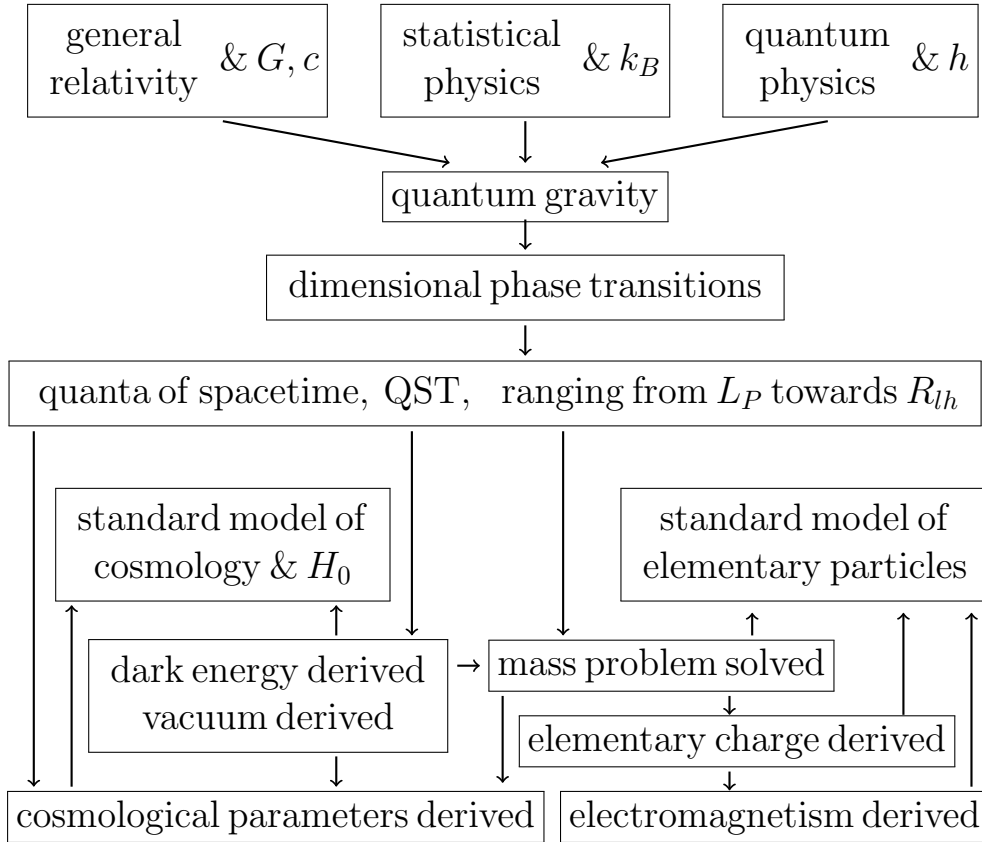 general relativity & G, c
statistical physics & k_B
quantum physics & h
quantum gravity
dimensional phase transitions
quanta of spacetime, QST, ranging from L_P towards R_{lh}
standard model of
cosmology & H_0
standard model of
elementary particles
dark energy derived
vacuum derived
mass problem solved
elementary charge derived
cosmological parameters derived
electromagnetism derived